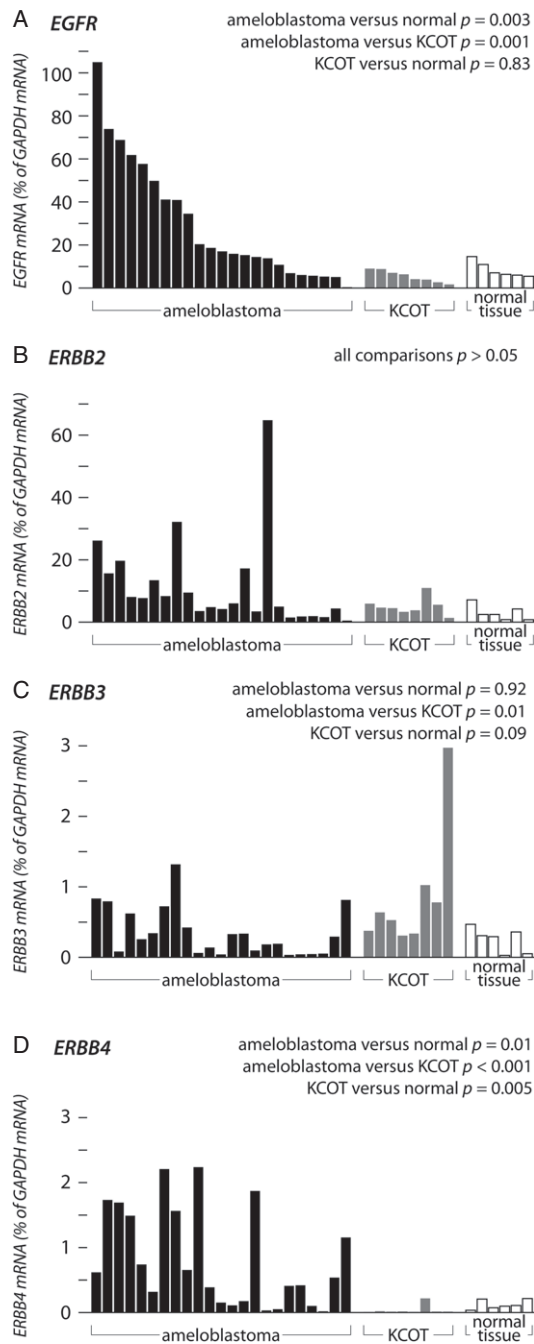 A EGFR
ameloblastoma versus normal p = 0.003
ameloblastoma versus KCOT p = 0.001
KCOT versus normal p = 0.83
EGFR mRNA (% of GAPDH mRNA)
100
80
60
40
20
0
ameloblastoma
KCOT
normal
tissue
B ERBB2
all comparisons p > 0.05
ERBB2 mRNA (% of GAPDH mRNA)
60
40
20
0
ameloblastoma
KCOT
normal
tissue
C ERBB3
ameloblastoma versus normal p = 0.92
ameloblastoma versus KCOT p = 0.01
KCOT versus normal p = 0.09
ERBB3 mRNA (% of GAPDH mRNA)
3
2
1
0
ameloblastoma
KCOT
normal
tissue
D ERBB4
ameloblastoma versus normal p = 0.01
ameloblastoma versus KCOT p < 0.001
KCOT versus normal p = 0.005
ERBB4 mRNA (% of GAPDH mRNA)
3
2
1
0
ameloblastoma
KCOT
normal
tissue